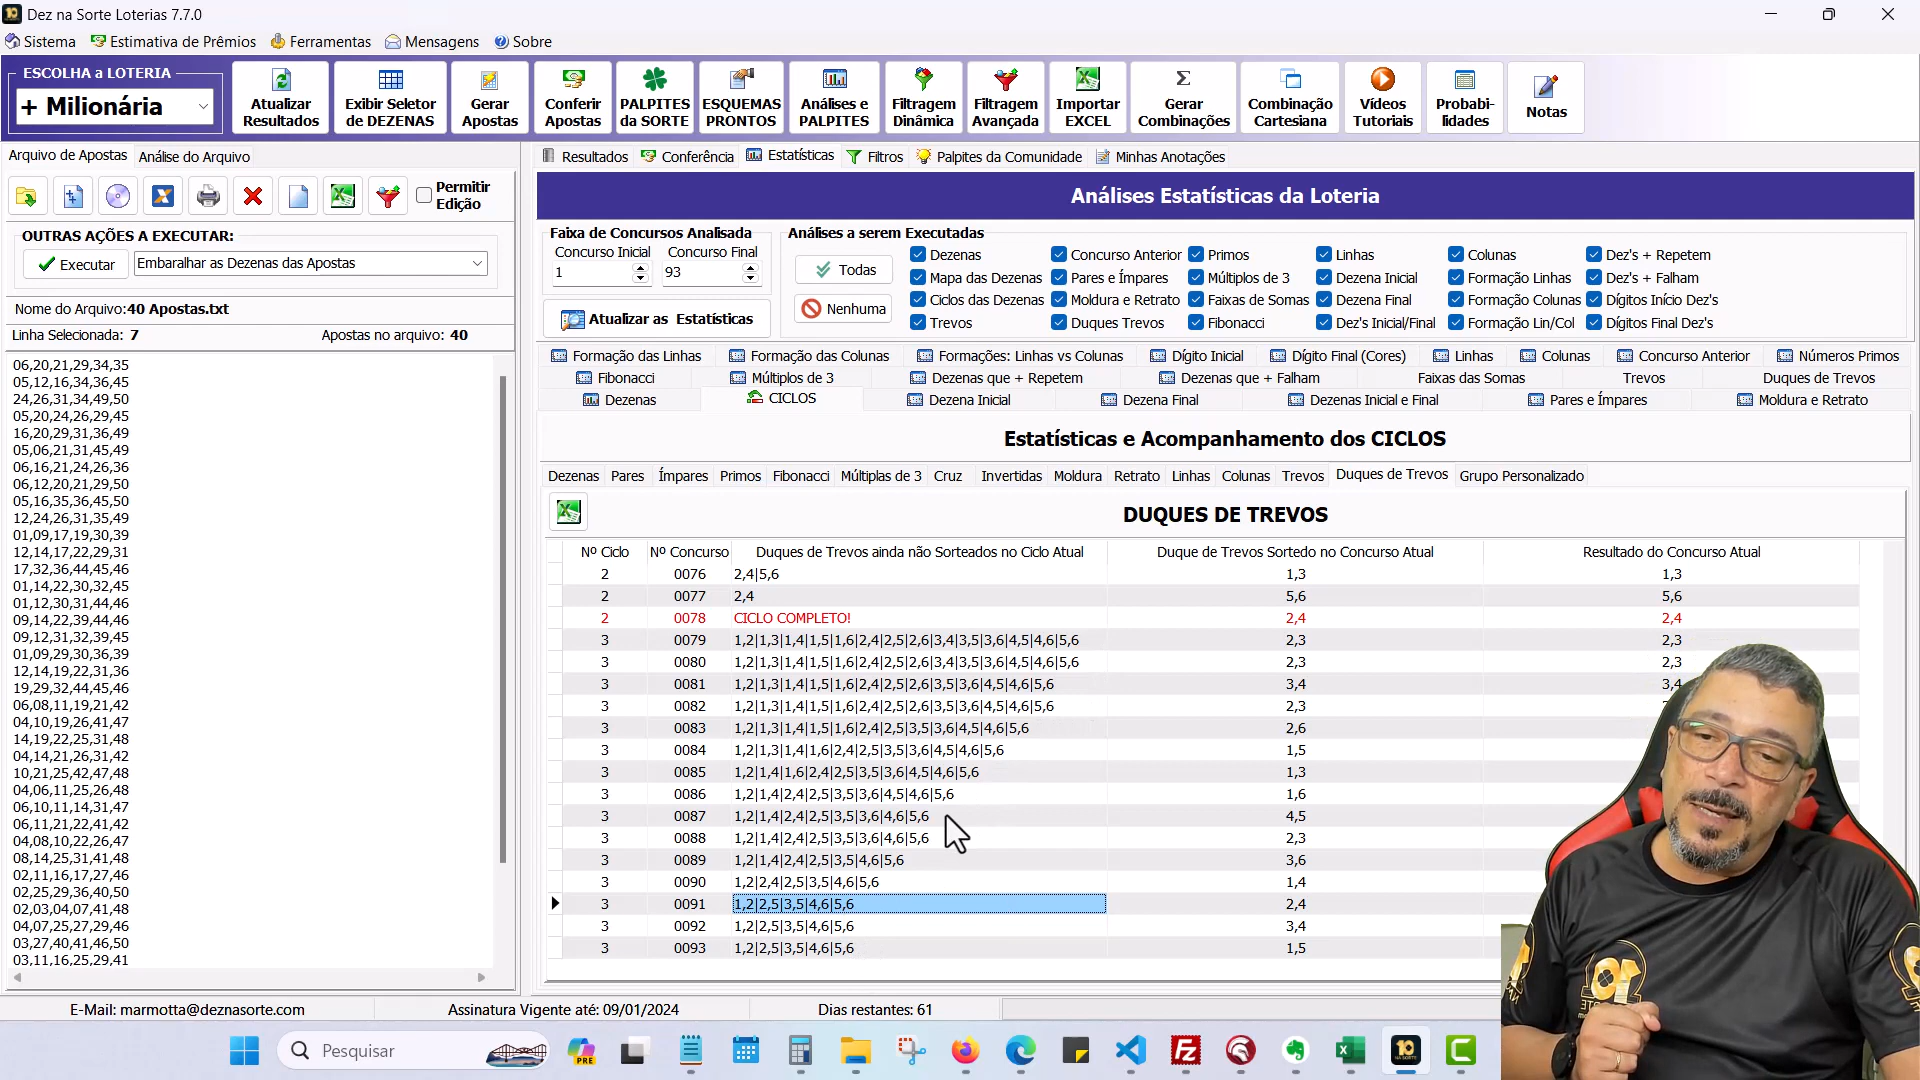 Dez na Sorte Loterias 7.7.0
Sistema Estimativa de Prêmios Ferramentas Mensagens Sobre
ESCOLHA a LOTERIA
+ Milionária
Atualizar Resultados
Exibir Seletor de DEZENAS
Gerar Apostas
Conferir Apostas
PALPITES da SORTE
ESQUEMAS PRONTOS
Análises e PALPITES
Filtragem Dinâmica
Filtragem Avançada
Importar EXCEL
Gerar Combinações
Combinação Cartesiana
Vídeos Tutoriais
Probabi-lidades
Notas
Arquivo de Apostas Análise do Arquivo
Permitir Edição
OUTRAS AÇÕES A EXECUTAR:
Executar Embaralhar as Dezenas das Apostas
Nome do Arquivo:40 Apostas.txt
Linha Selecionada: 7 Apostas no arquivo: 40
06,20,21,29,34,35
05,12,16,34,36,45
24,26,31,34,49,50
05,20,24,26,29,45
16,20,29,31,36,49
05,06,21,31,45,49
06,16,21,24,26,36
06,12,20,21,29,50
05,16,35,36,45,50
12,24,26,31,35,49
01,09,17,19,30,39
12,14,17,22,29,31
17,32,36,44,45,46
01,14,22,30,32,45
01,12,30,31,44,46
09,14,22,39,44,46
09,12,31,32,39,45
01,09,29,30,36,39
12,14,19,22,31,36
19,29,32,44,45,46
06,08,11,19,21,42
04,10,19,26,41,47
14,19,22,25,31,48
04,14,21,26,31,42
10,21,25,42,47,48
04,06,11,25,26,48
06,10,11,14,31,47
06,11,21,22,41,42
04,08,10,22,26,47
08,14,25,31,41,48
02,11,16,17,27,46
02,25,29,36,40,50
02,03,04,07,41,48
04,07,25,27,29,46
03,27,40,41,46,50
03,11,16,25,29,41
Resultados Conferência Estatísticas Filtros Palpites da Comunidade Minhas Anotações
Análises Estatísticas da Loteria
Faixa de Concursos Analisada
Concurso Inicial Concurso Final
1 93
Atualizar as Estatísticas
Análises a serem Executadas
Todas
Nenhuma
Dezenas Concurso Anterior Primos Linhas Colunas Dez's + Repetem
Mapa das Dezenas Pares e Ímpares Múltiplos de 3 Dezena Inicial Formação Linhas Dez's + Falham
Ciclos das Dezenas Moldura e Retrato Faixas de Somas Dezena Final Formação Colunas Dígitos Início Dez's
Trevos Duques Trevos Fibonacci Dez's Inicial/Final Formação Lin/Col Dígitos Final Dez's
Formação das Linhas Formação das Colunas Formações: Linhas vs Colunas Dígito Inicial Dígito Final (Cores) Linhas Colunas Concurso Anterior Números Primos
Fibonacci Múltiplos de 3 Dezenas que + Repetem Dezenas que + Falham Faixas das Somas Trevos Duques de Trevos
Dezenas CICLOS Dezena Inicial Dezena Final Dezenas Inicial e Final Pares e Ímpares Moldura e Retrato
Estatísticas e Acompanhamento dos CICLOS
Dezenas Pares Ímpares Primos Fibonacci Múltiplas de 3 Cruz Invertidas Moldura Retrato Linhas Colunas Trevos Duques de Trevos Grupo Personalizado
DUQUES DE TREVOS
Nº Ciclo Nº Concurso Duques de Trevos ainda não Sorteados no Ciclo Atual Duque de Trevos Sortedo no Concurso Atual Resultado do Concurso Atual
2 0076 2,4|5,6 1,3 1,3
2 0077 2,4 5,6 5,6
2 0078 CICLO COMPLETO! 2,4 2,4
3 0079 1,2|1,3|1,4|1,5|1,6|2,4|2,5|2,6|3,4|3,5|3,6|4,5|4,6|5,6 2,3 2,3
3 0080 1,2|1,3|1,4|1,5|1,6|2,4|2,5|2,6|3,4|3,5|3,6|4,5|4,6|5,6 2,3 2,3
3 0081 1,2|1,3|1,4|1,5|1,6|2,4|2,5|2,6|3,5|3,6|4,5|4,6|5,6 3,4 3,4
3 0082 1,2|1,3|1,4|1,5|1,6|2,4|2,5|2,6|3,5|3,6|4,5|4,6|5,6 2,3
3 0083 1,2|1,3|1,4|1,5|1,6|2,4|2,5|3,5|3,6|4,5|4,6|5,6 2,6
3 0084 1,2|1,3|1,4|1,6|2,4|2,5|3,5|3,6|4,5|4,6|5,6 1,5
3 0085 1,2|1,4|1,6|2,4|2,5|3,5|3,6|4,5|4,6|5,6 1,3
3 0086 1,2|1,4|2,4|2,5|3,5|3,6|4,5|4,6|5,6 1,6
3 0087 1,2|1,4|2,4|2,5|3,5|3,6|4,6|5,6 4,5
3 0088 1,2|1,4|2,4|2,5|3,5|3,6|4,6|5,6 2,3
3 0089 1,2|1,4|2,4|2,5|3,5|4,6|5,6 3,6
3 0090 1,2|2,4|2,5|3,5|4,6|5,6 1,4
3 0091 1,2|2,5|3,5|4,6|5,6 2,4
3 0092 1,2|2,5|3,5|4,6|5,6 3,4
3 0093 1,2|2,5|3,5|4,6|5,6 1,5
E-Mail: marmotta@deznasorte.com Assinatura Vigente até: 09/01/2024 Dias restantes: 61
Pesquisar
PRE